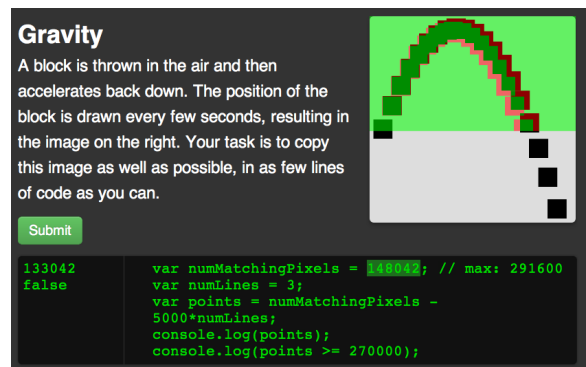 Gravity
A block is thrown in the air and then
accelerates back down. The position of the
block is drawn every few seconds, resulting in
the image on the right. Your task is to copy
this image as well as possible, in as few lines
of code as you can.
Submit
133042
false
var numMatchingPixels = 148042; // max: 291600
var numLines = 3;
var points = numMatchingPixels -
5000*numLines;
console.log(points);
console.log(points >= 270000);